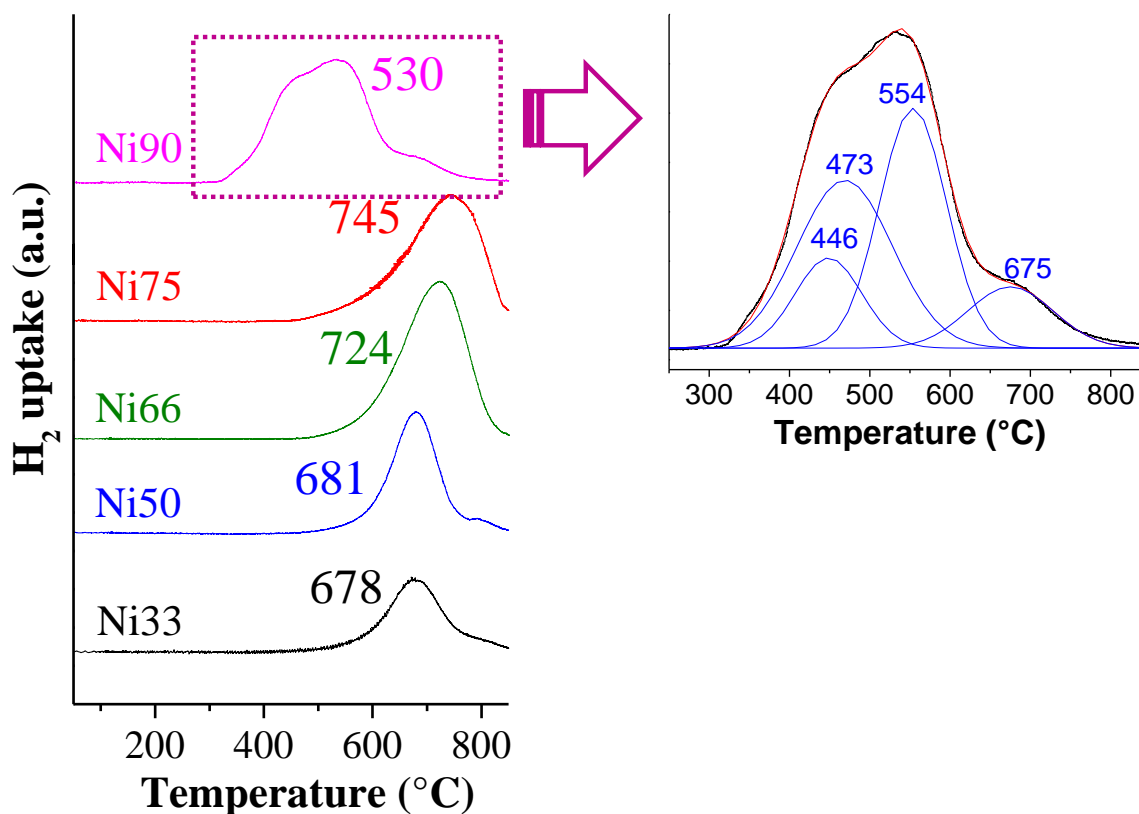 H2 uptake (a.u.)
Ni90
530
Ni75
745
Ni66
724
Ni50
681
Ni33
678
200 400 600 800
Temperature (°C)
554
473
446
675
300 400 500 600 700 800
Temperature (°C)